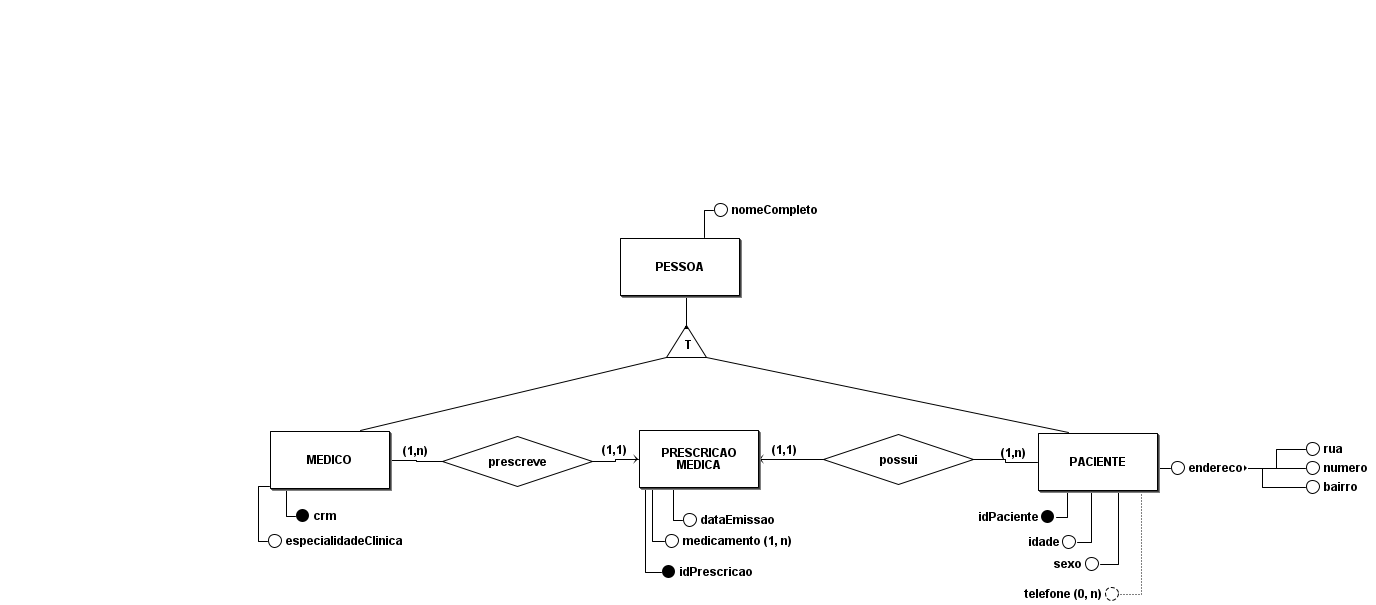 nomeCompleto
PESSOA
T
MEDICO
(1,n)
prescreve
(1,1)
PRESCRICAO
MEDICA
(1,1)
possui
(1,n)
PACIENTE
endereco
rua
numero
bairro
crm
especialidadeClinica
dataEmissao
medicamento (1, n)
idPrescricao
idPaciente
idade
sexo
telefone (0, n)